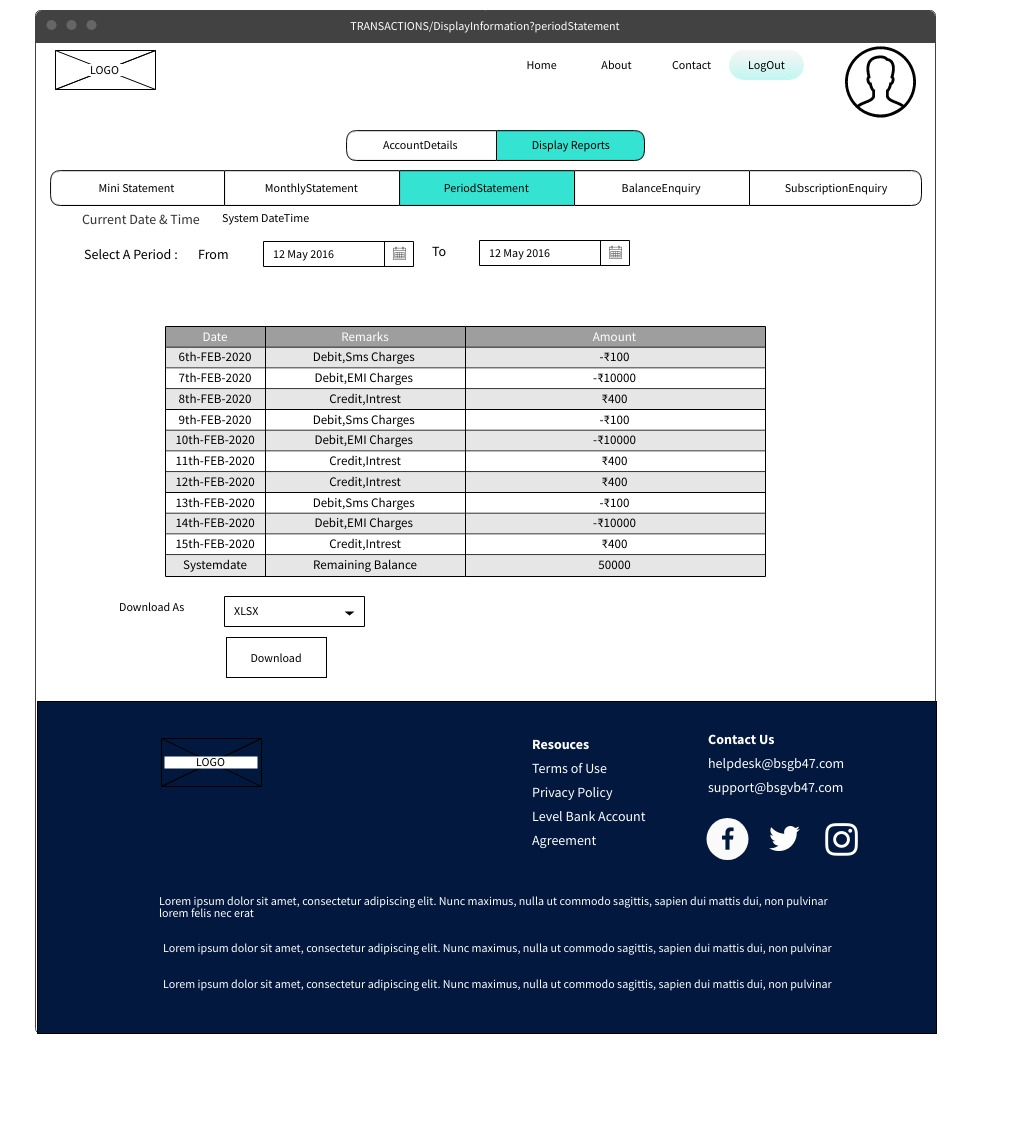 TRANSACTIONS/DisplayInformation?periodStatement
LOGO
Home About Contact LogOut
AccountDetails Display Reports
Mini Statement MonthlyStatement PeriodStatement BalanceEnquiry SubscriptionEnquiry
Current Date & Time System DateTime
Select A Period : From 12 May 2016 To 12 May 2016
Date Remarks Amount
6th-FEB-2020 Debit,Sms Charges -₹100
7th-FEB-2020 Debit,EMI Charges -₹10000
8th-FEB-2020 Credit,Intrest ₹400
9th-FEB-2020 Debit,Sms Charges -₹100
10th-FEB-2020 Debit,EMI Charges -₹10000
11th-FEB-2020 Credit,Intrest ₹400
12th-FEB-2020 Credit,Intrest ₹400
13th-FEB-2020 Debit,Sms Charges -₹100
14th-FEB-2020 Debit,EMI Charges -₹10000
15th-FEB-2020 Credit,Intrest ₹400
Systemdate Remaining Balance 50000
Download As XLSX
Download
LOGO
Resouces
Terms of Use
Privacy Policy
Level Bank Account
Agreement
Contact Us
helpdesk@bsgb47.com
support@bsgvb47.com
Lorem ipsum dolor sit amet, consectetur adipiscing elit. Nunc maximus, nulla ut commodo sagittis, sapien dui mattis dui, non pulvinar
lorem felis nec erat
Lorem ipsum dolor sit amet, consectetur adipiscing elit. Nunc maximus, nulla ut commodo sagittis, sapien dui mattis dui, non pulvinar
Lorem ipsum dolor sit amet, consectetur adipiscing elit. Nunc maximus, nulla ut commodo sagittis, sapien dui mattis dui, non pulvinar